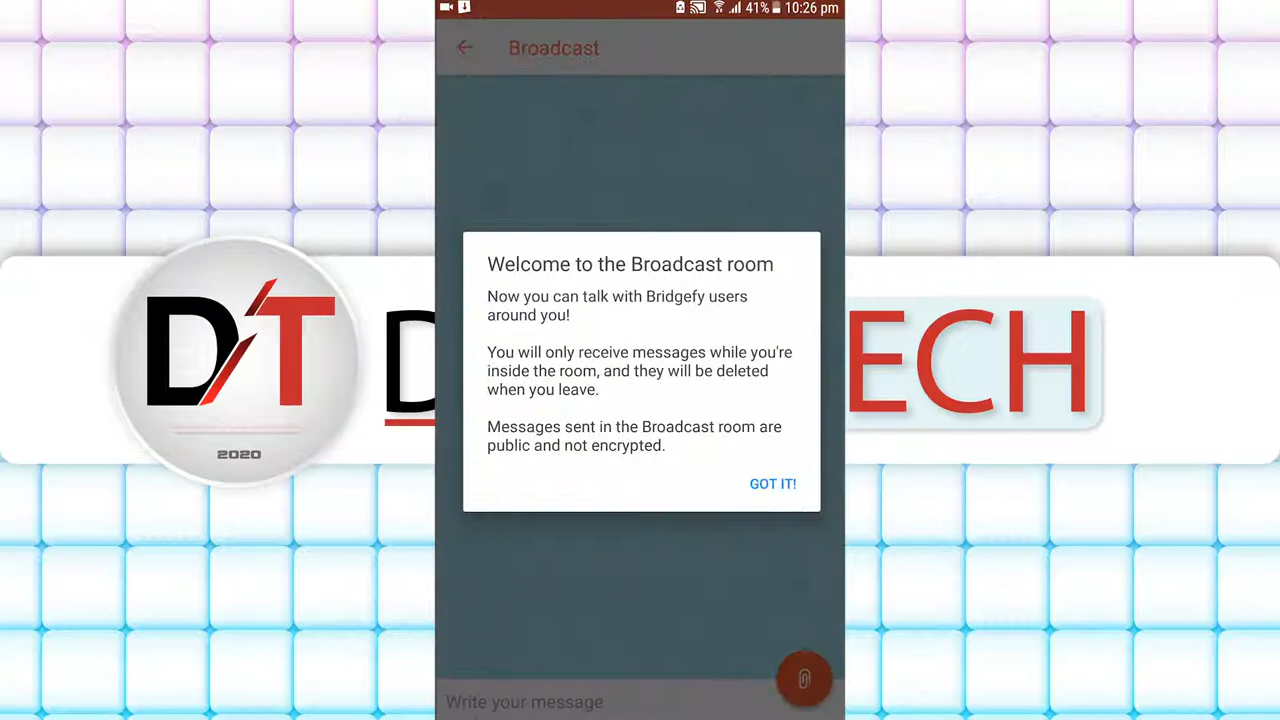 41% 10:26 pm
Broadcast
Welcome to the Broadcast room
Now you can talk with Bridgefy users
around you!
You will only receive messages while you're
inside the room, and they will be deleted
when you leave.
Messages sent in the Broadcast room are
public and not encrypted.
GOT IT!
Write your message
D/T
2020
D
ECH